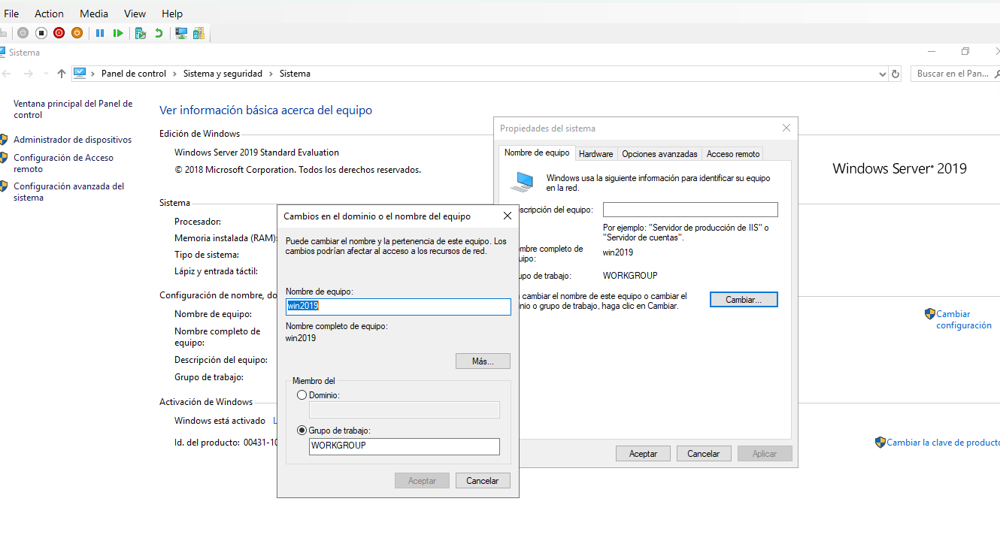 File Action Media View Help
Sistema
Panel de control Sistema y seguridad Sistema
Buscar en el Pan...
Ventana principal del Panel de
control
Administrador de dispositivos
Configuración de Acceso
remoto
Configuración avanzada del
sistema
Ver información básica acerca del equipo
Edición de Windows
Windows Server 2019 Standard Evaluation
© 2018 Microsoft Corporation. Todos los derechos reservados.
Sistema
Procesador:
Memoria instalada (RAM):
Tipo de sistema:
Lápiz y entrada táctil:
Configuración de nombre, do
Nombre de equipo:
Nombre completo de
equipo:
Descripción del equipo:
Grupo de trabajo:
Activación de Windows
Windows está activado L
Id. del producto: 00431-10
Windows Server® 2019
Cambiar
configuración
Cambiar la clave de producto
Propiedades del sistema
Nombre de equipo Hardware Opciones avanzadas Acceso remoto
Windows usa la siguiente información para identificar su equipo
en la red.
scripción del equipo:
Por ejemplo: "Servidor de producción de IIS" o
"Servidor de cuentas".
mbre completo de
uipo:
win2019
upo de trabajo: WORKGROUP
cambiar el nombre de este equipo o cambiar el
inio o grupo de trabajo, haga clic en Cambiar.
Cambiar...
Aceptar Cancelar Aplicar
Cambios en el dominio o el nombre del equipo
Puede cambiar el nombre y la pertenencia de este equipo. Los
cambios podrían afectar al acceso a los recursos de red.
Nombre de equipo:
win2019
Nombre completo de equipo:
win2019
Más...
Miembro del
Dominio:
Grupo de trabajo:
WORKGROUP
Aceptar Cancelar